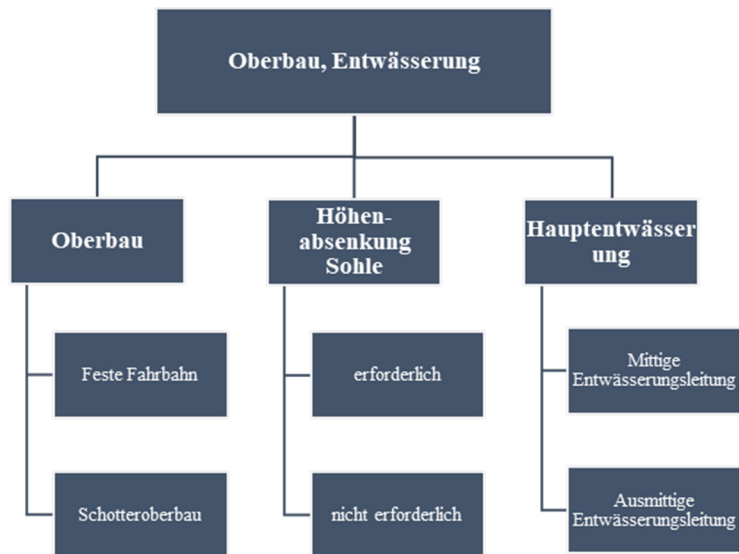 Oberbau, Entwässerung
Oberbau
Höhen-
absenkung
Sohle
Hauptentwässer
ung
Feste Fahrbahn
erforderlich
Mittige
Entwässerungsleitung
Schotteroberbau
nicht erforderlich
Ausmittige
Entwässerungsleitung